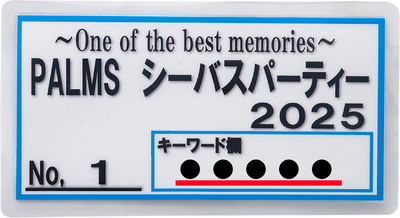 ～One of the best memories～
PALMS シーバスパーティー
2025
キーワード欄
No, 1
●●●●●